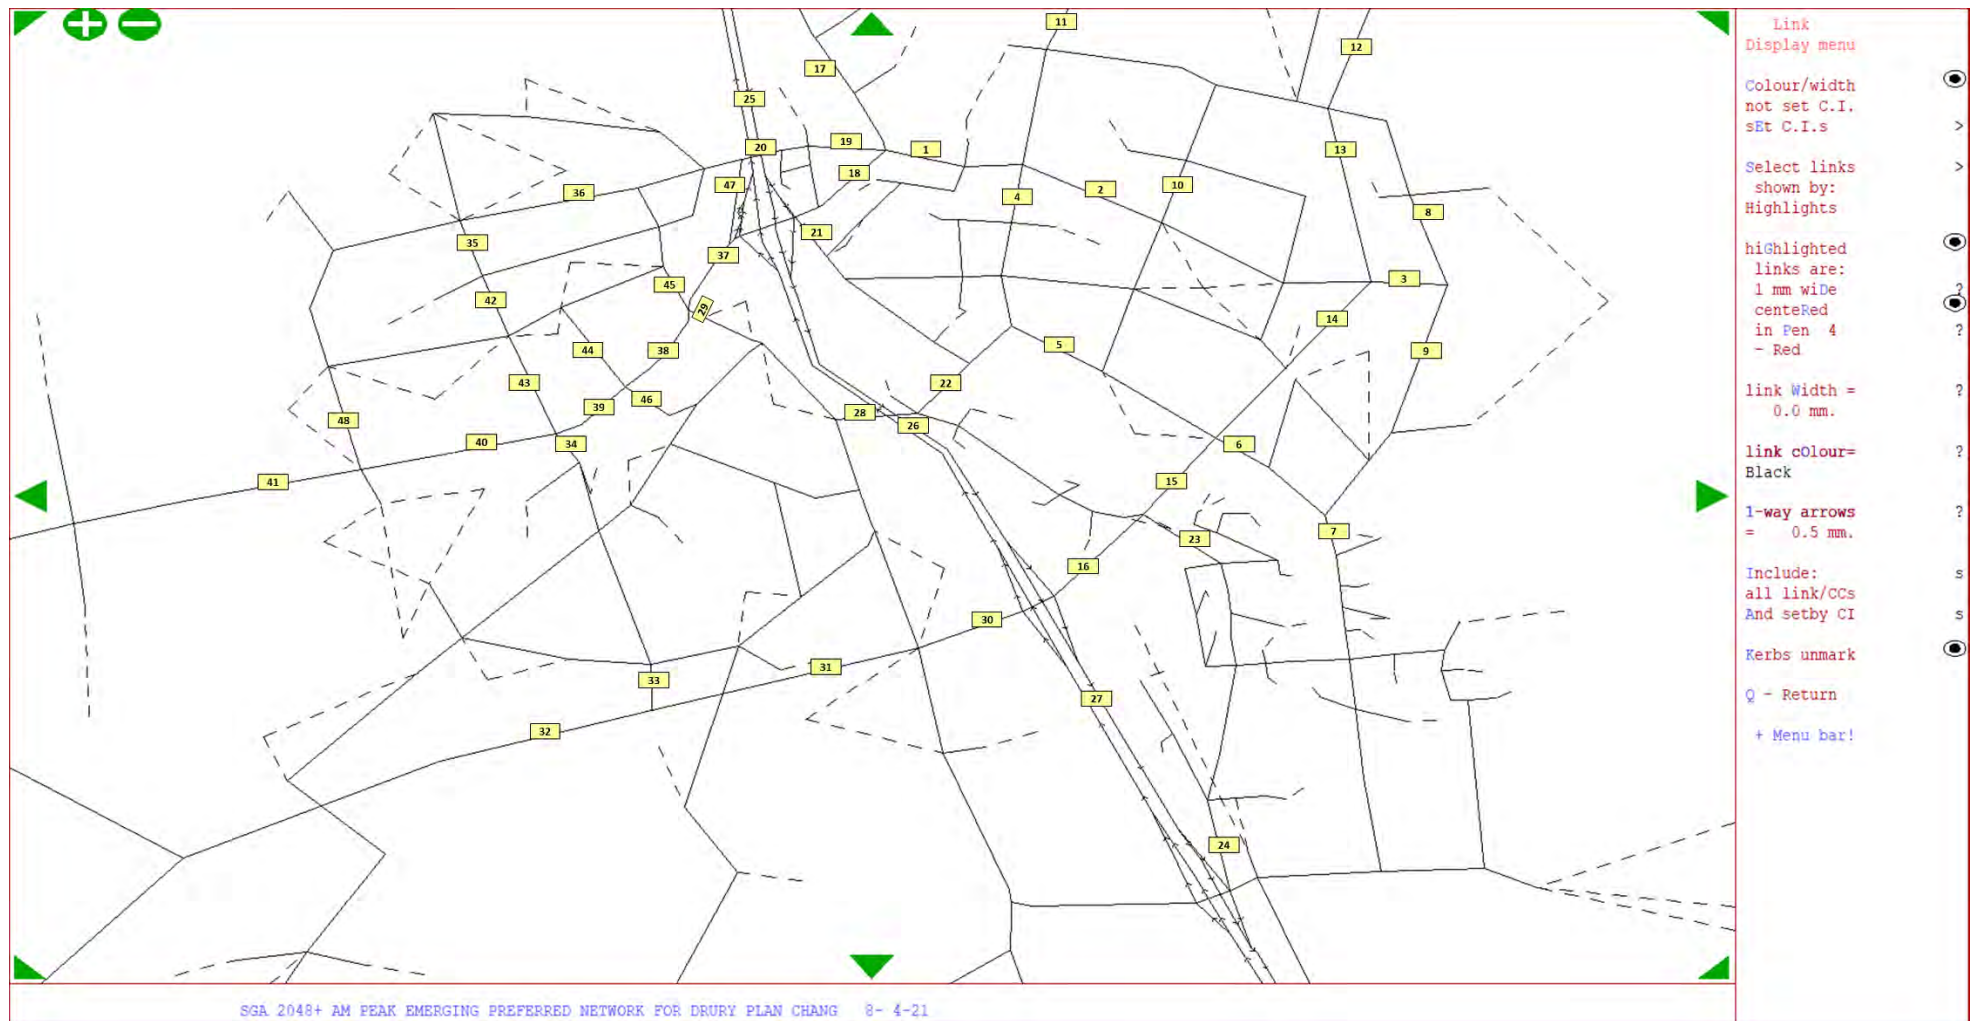 11
12
17
25
20
19
1
18
13
47
36
4
2
10
8
21
35
37
45
42
29
3
14
44
38
5
9
43
22
46
39
28
48
26
40
34
6
41
15
7
23
16
30
31
33
27
32
24
Link
Display menu
Colour/width
not set C.I.
sEt C.I.s >
Select links >
shown by:
Highlights
hiGhlighted
links are:
1 mm wiDe ?
centeRed
in Pen 4 ?
- Red
link Width = ?
0.0 mm.
link cOlour= ?
Black
1-way arrows ?
= 0.5 mm.
Include: s
all link/CCs
And setby CI s
Kerbs unmark
Q - Return
+ Menu bar!
SGA 2048+ AM PEAK EMERGING PREFERRED NETWORK FOR DRURY PLAN CHANG 8- 4-21